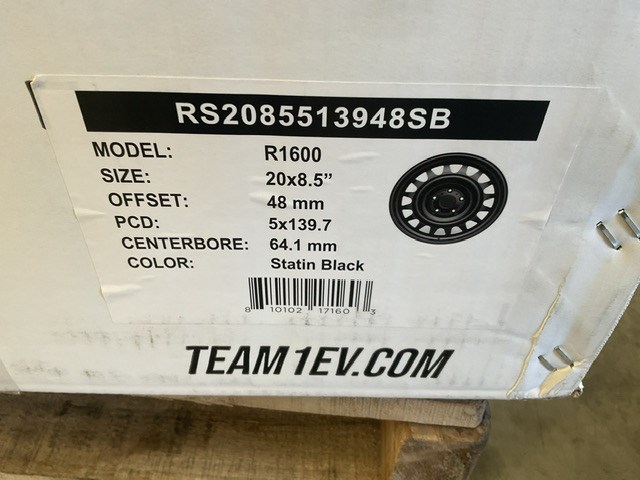 RS2085513948SB
MODEL: R1600
SIZE: 20x8.5”
OFFSET: 48 mm
PCD: 5x139.7
CENTERBORE: 64.1 mm
COLOR: Statin Black
8 10102 17160 3
TEAM1EV.COM